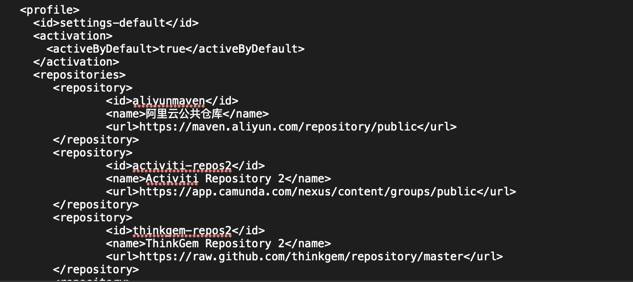 <profile>
<id>settings-default</id>
<activation>
<activeByDefault>true</activeByDefault>
</activation>
<repositories>
<repository>
<id>aliyunmaven</id>
<name>阿里云公共仓库</name>
<url>https://maven.aliyun.com/repository/public</url>
</repository>
<repository>
<id>activiti-repos2</id>
<name>Activiti Repository 2</name>
<url>https://app.camunda.com/nexus/content/groups/public</url>
</repository>
<repository>
<id>thinkgem-repos2</id>
<name>ThinkGem Repository 2</name>
<url>https://raw.github.com/thinkgem/repository/master</url>
</repository>